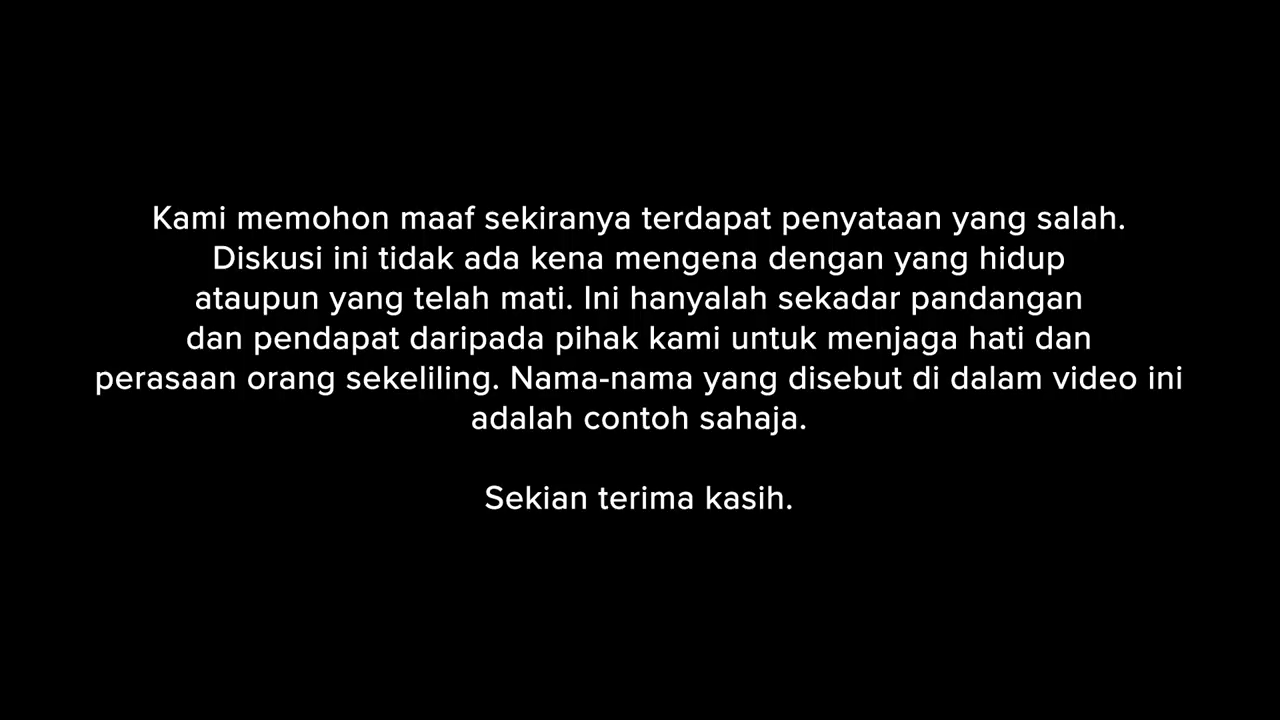 Kami memohon maaf sekiranya terdapat penyataan yang salah.
Diskusi ini tidak ada kena mengena dengan yang hidup
ataupun yang telah mati. Ini hanyalah sekadar pandangan
dan pendapat daripada pihak kami untuk menjaga hati dan
perasaan orang sekeliling. Nama-nama yang disebut di dalam video ini
adalah contoh sahaja.
Sekian terima kasih.